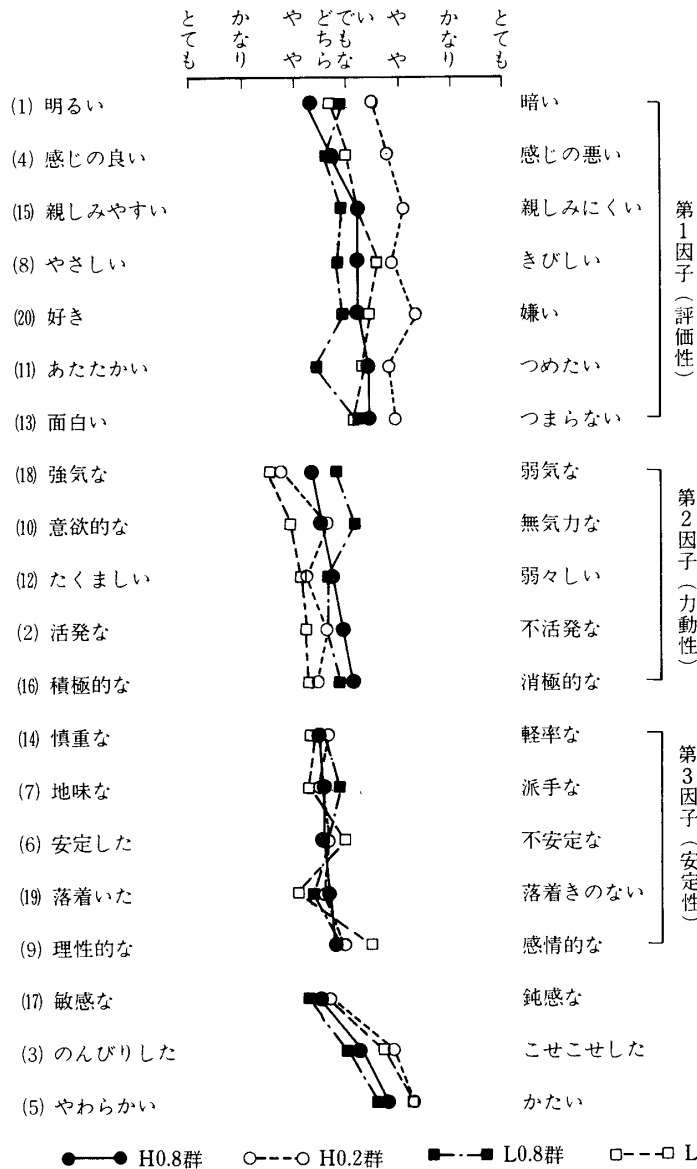 とても かなり やや どちらでもない やや かなり とても
(1) 明るい 暗い
(4) 感じの良い 感じの悪い
(15) 親しみやすい 親しみにくい
(8) やさしい きびしい
(20) 好き 嫌い
(11) あたたかい つめたい
(13) 面白い つまらない
第1因子(評価性)
(18) 強気な 弱気な
(10) 意欲的な 無気力な
(12) たくましい 弱々しい
(2) 活発な 不活発な
(16) 積極的な 消極的な
第2因子(力動性)
(14) 慎重な 軽率な
(7) 地味な 派手な
(6) 安定した 不安定な
(19) 落着いた 落着きのない
(9) 理性的な 感情的な
第3因子(安定性)
(17) 敏感な 鈍感な
(3) のんびりした こせこせした
(5) やわらかい かたい
H0.8群 H0.2群 L0.8群 L